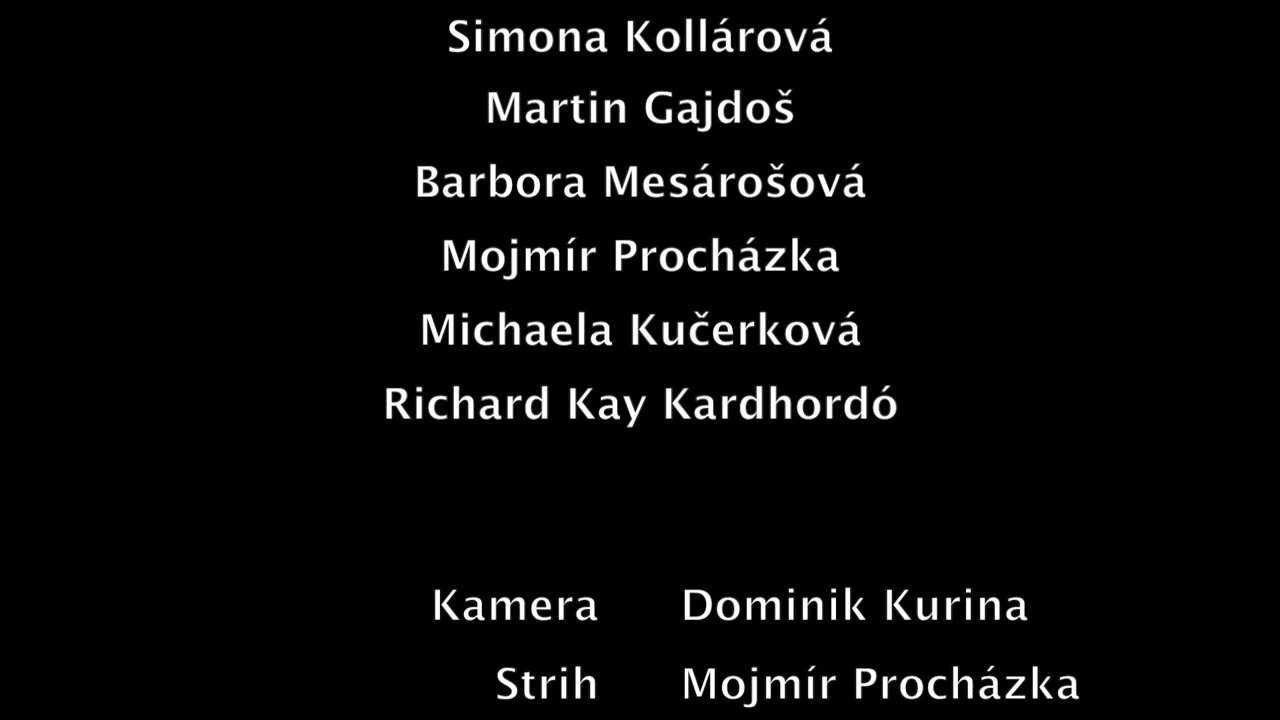 Simona Kollárová
Martin Gajdoš
Barbora Mesárošová
Mojmír Procházka
Michaela Kučerková
Richard Kay Kardhordó
Kamera Dominik Kurina
Strih Mojmír Procházka